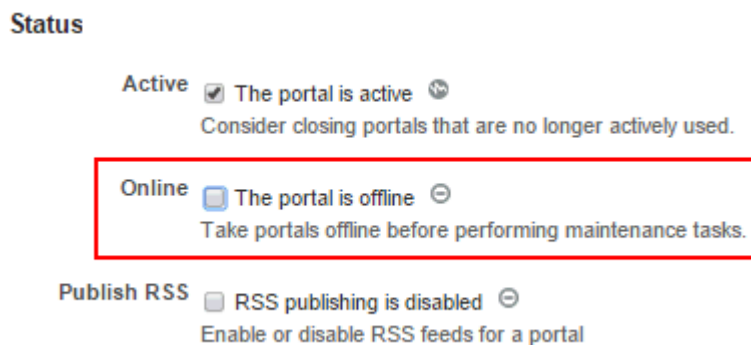 Status
Active The portal is active
Consider closing portals that are no longer actively used.
Online The portal is offline
Take portals offline before performing maintenance tasks.
Publish RSS RSS publishing is disabled
Enable or disable RSS feeds for a portal